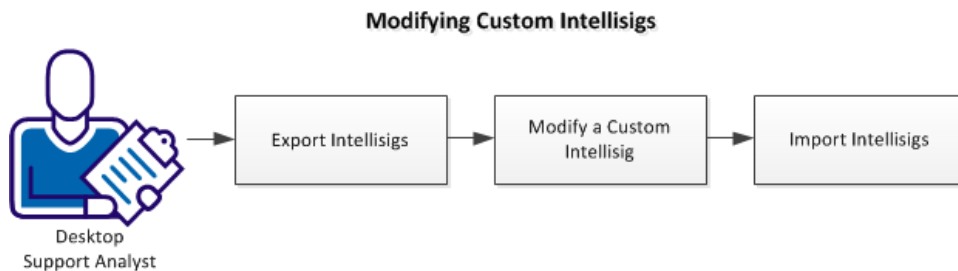 Modifying Custom Intellisigs
Export Intellisigs
Modify a Custom
Intellisig
Import Intellisigs
Desktop
Support Analyst